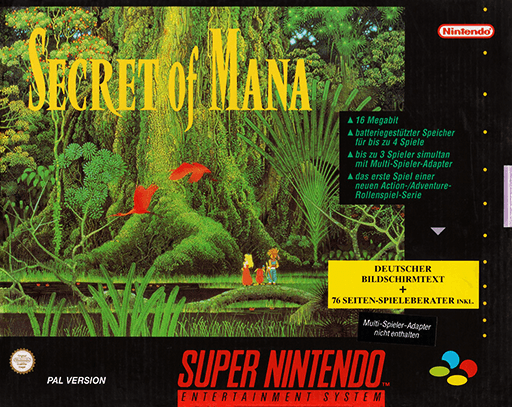 SECRET of MANA
Nintendo
▲ 16 Megabit
▲ batteriegestützter Speicher
für bis zu 4 Spiele
▲ bis zu 3 Spieler simultan
mit Multi-Spieler-Adapter
▲ das erste Spiel einer
neuen Action-/Adventure-
Rollenspiel-Serie
DEUTSCHER
BILDSCHIRMTEXT
+
76 SEITEN-SPIELEBERATER INKL.
Multi-Spieler-Adapter
nicht enthalten
PAL VERSION
SUPER NINTENDO™
ENTERTAINMENT SYSTEM